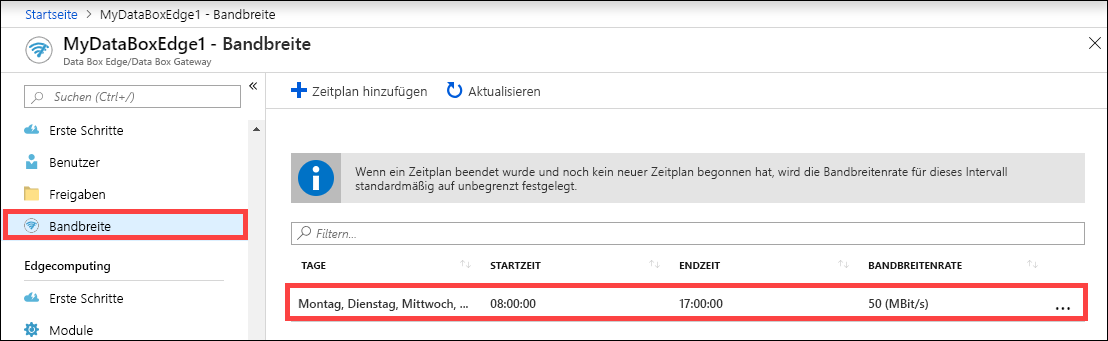 Startseite > MyDataBoxEdge1 - Bandbreite
MyDataBoxEdge1 - Bandbreite
Data Box Edge/Data Box Gateway
Suchen (Ctrl+/)
Erste Schritte
Benutzer
Freigaben
Bandbreite
Edgecomputing
Erste Schritte
Module
Zeitplan hinzufügen Aktualisieren
Wenn ein Zeitplan beendet wurde und noch kein neuer Zeitplan begonnen hat, wird die Bandbreitenrate für dieses Intervall
standardmäßig auf unbegrenzt festgelegt.
Filtern...
TAGE STARTZEIT ENDZEIT BANDBREITENRATE
Montag, Dienstag, Mittwoch, ... 08:00:00 17:00:00 50 (MBit/s) ...